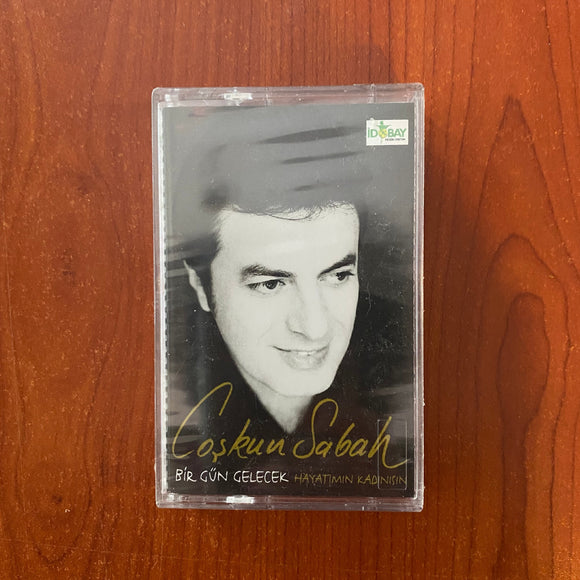 İDOBAY
Coşkun Sabah
BİR GÜN GELECEK HAYATIMIN KADINISIN